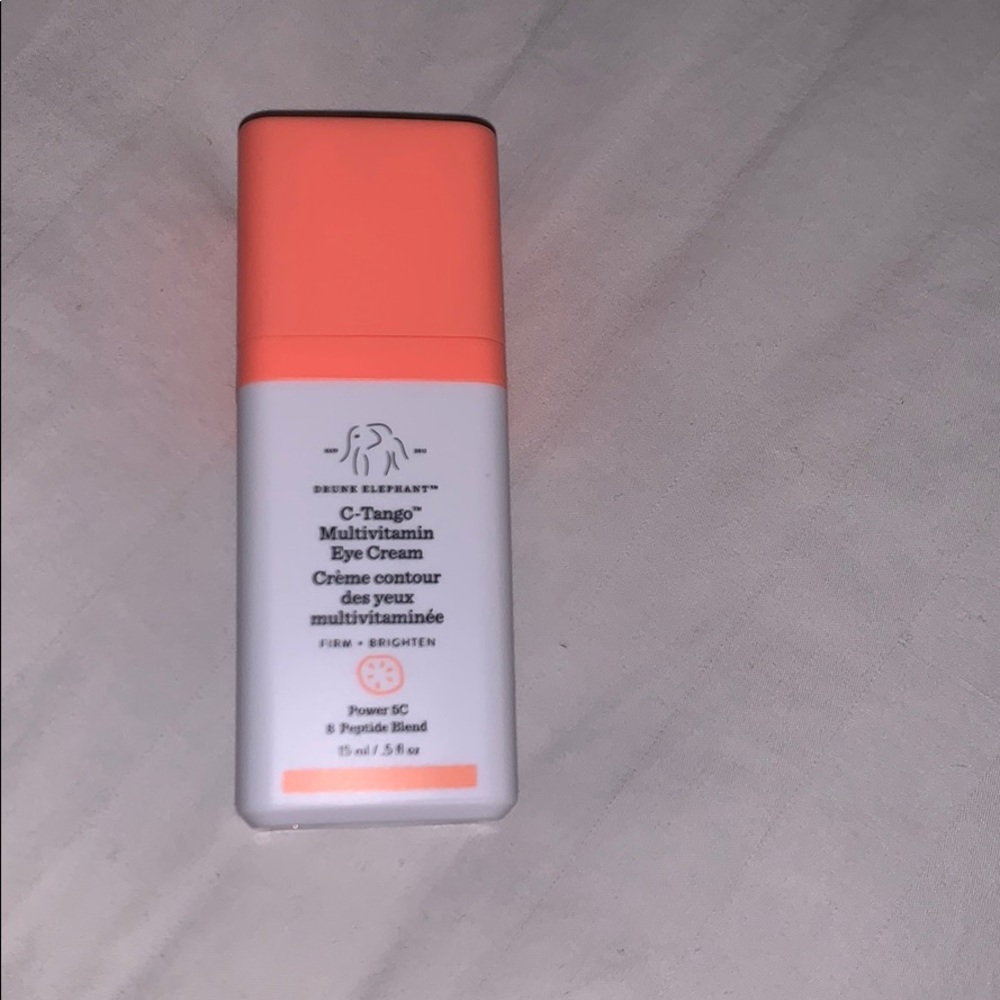 DRUNK ELEPHANT™
C-Tango™
Multivitamin
Eye Cream
Crème contour
des yeux
multivitaminée
FIRM + BRIGHTEN
Power 5C
8 Peptide Blend
15 ml / .5 fl oz